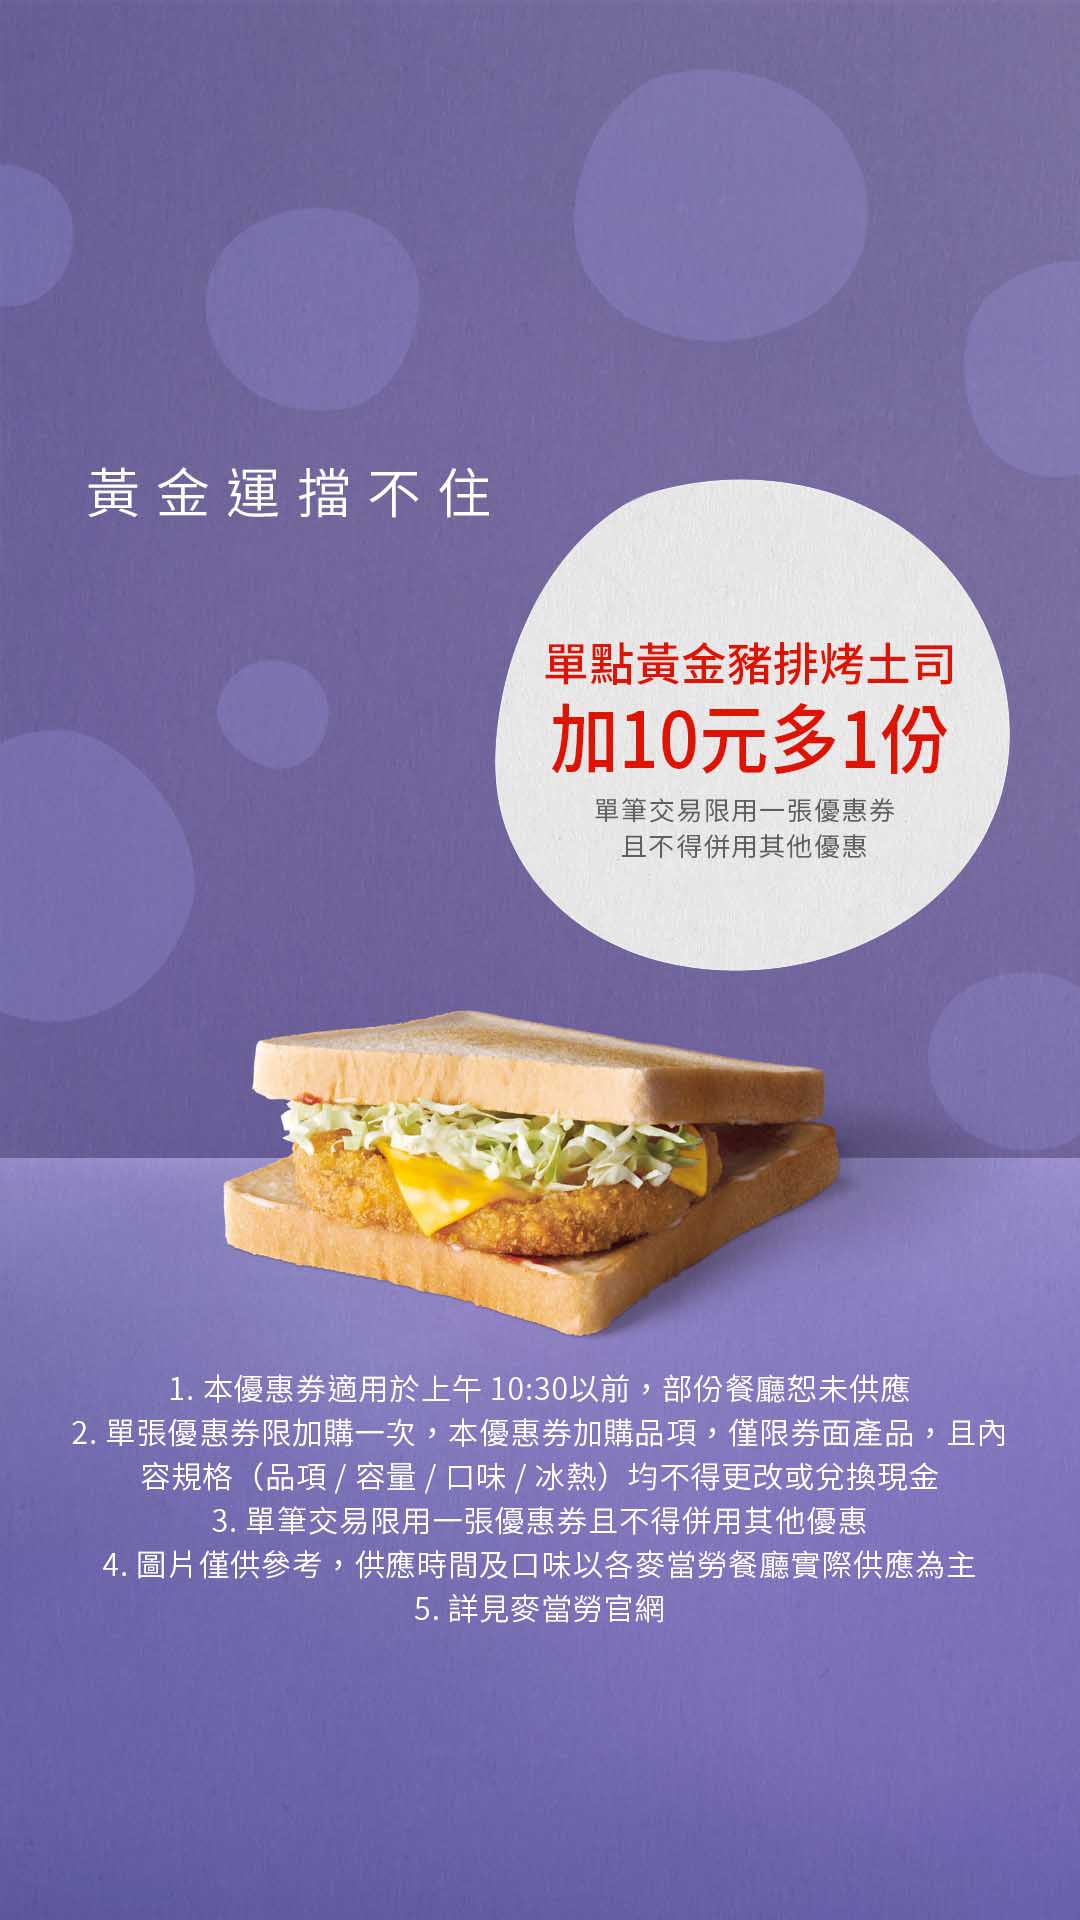 黃金運擋不住
單點黃金豬排烤土司
加10元多1份
單筆交易限用一張優惠券
且不得併用其他優惠
1. 本優惠券適用於上午 10:30以前，部份餐廳恕未供應
2. 單張優惠券限加購一次，本優惠券加購品項，僅限券面產品，且內
容規格（品項 / 容量 / 口味 / 冰熱）均不得更改或兌換現金
3. 單筆交易限用一張優惠券且不得併用其他優惠
4. 圖片僅供參考，供應時間及口味以各麥當勞餐廳實際供應為主
5. 詳見麥當勞官網